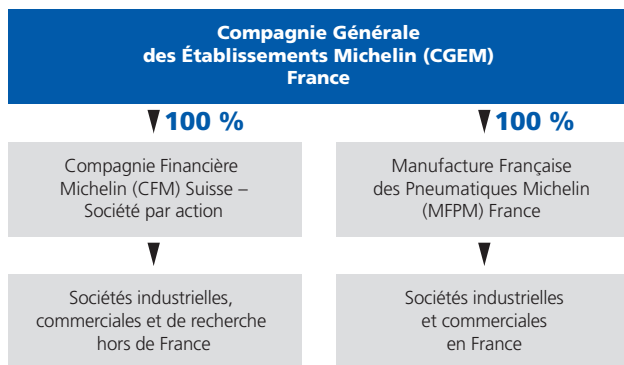 Compagnie Générale
des Établissements Michelin (CGEM)
France
100 %
100 %
Compagnie Financière
Michelin (CFM) Suisse –
Société par action
Manufacture Française
des Pneumatiques Michelin
(MFPM) France
Sociétés industrielles,
commerciales et de recherche
hors de France
Sociétés industrielles
et commerciales
en France